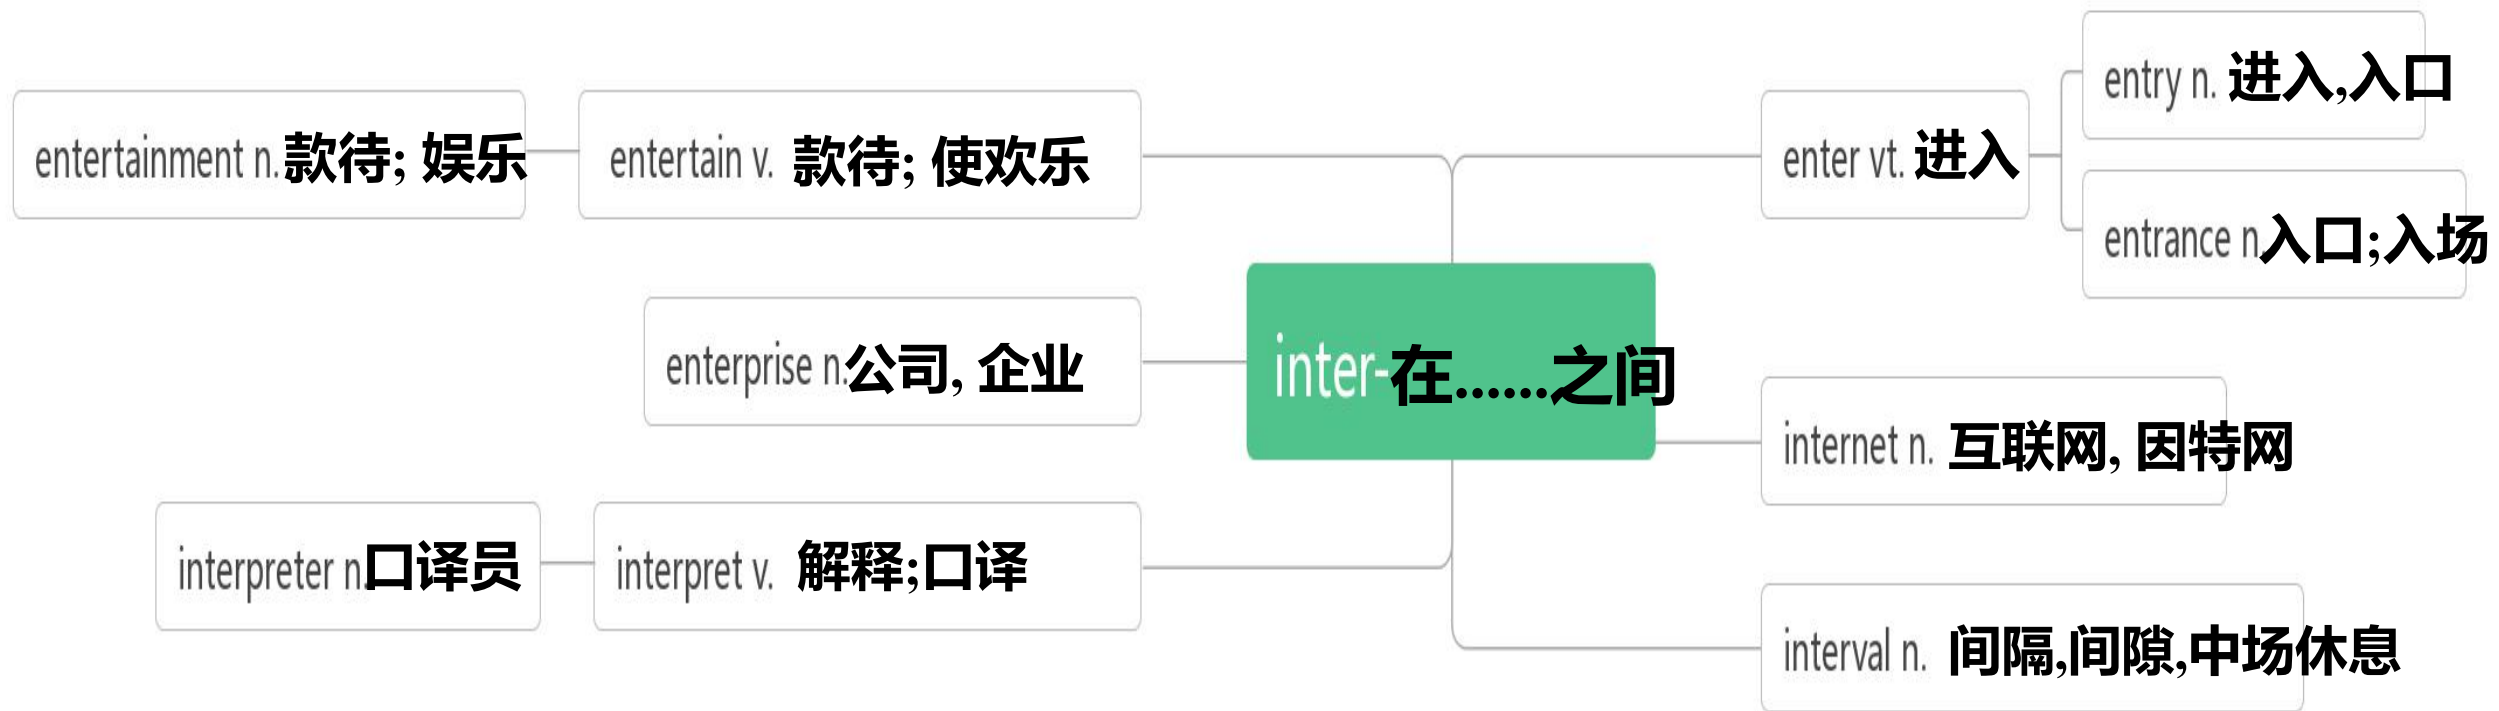 entertainment n.款待; 娱乐
entertain v. 款待; 使欢乐
enterprise n.公司, 企业
interpreter n.口译员
interpret v. 解释;口译
inter-在.......之间
enter vt. 进入
entry n. 进入,入口
entrance n.入口;入场
internet n. 互联网, 因特网
interval n. 间隔,间隙,中场休息